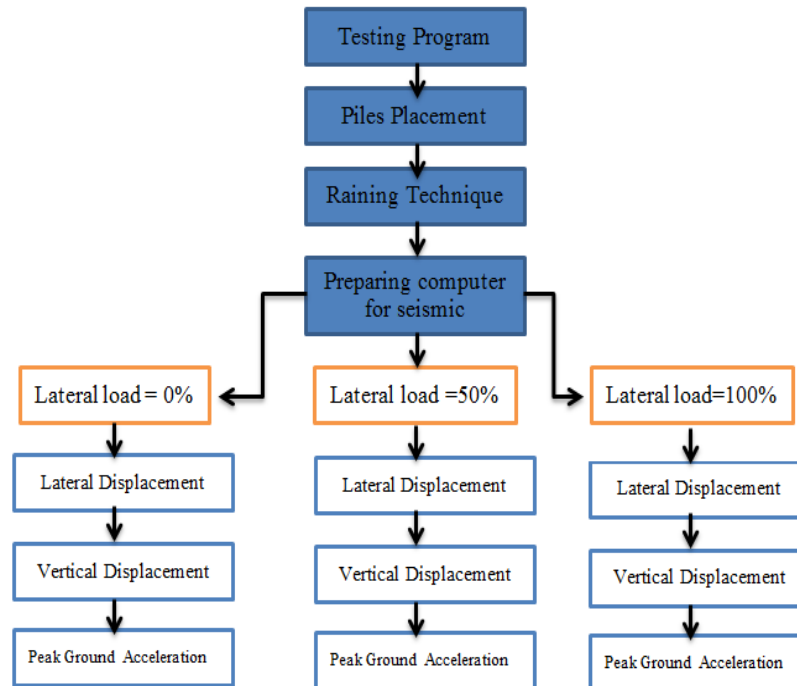 Testing Program
Piles Placement
Raining Technique
Preparing computer
for seismic
Lateral load = 0%
Lateral load =50%
Lateral load=100%
Lateral Displacement
Lateral Displacement
Lateral Displacement
Vertical Displacement
Vertical Displacement
Vertical Displacement
Peak Ground Acceleration
Peak Ground Acceleration
Peak Ground Acceleration